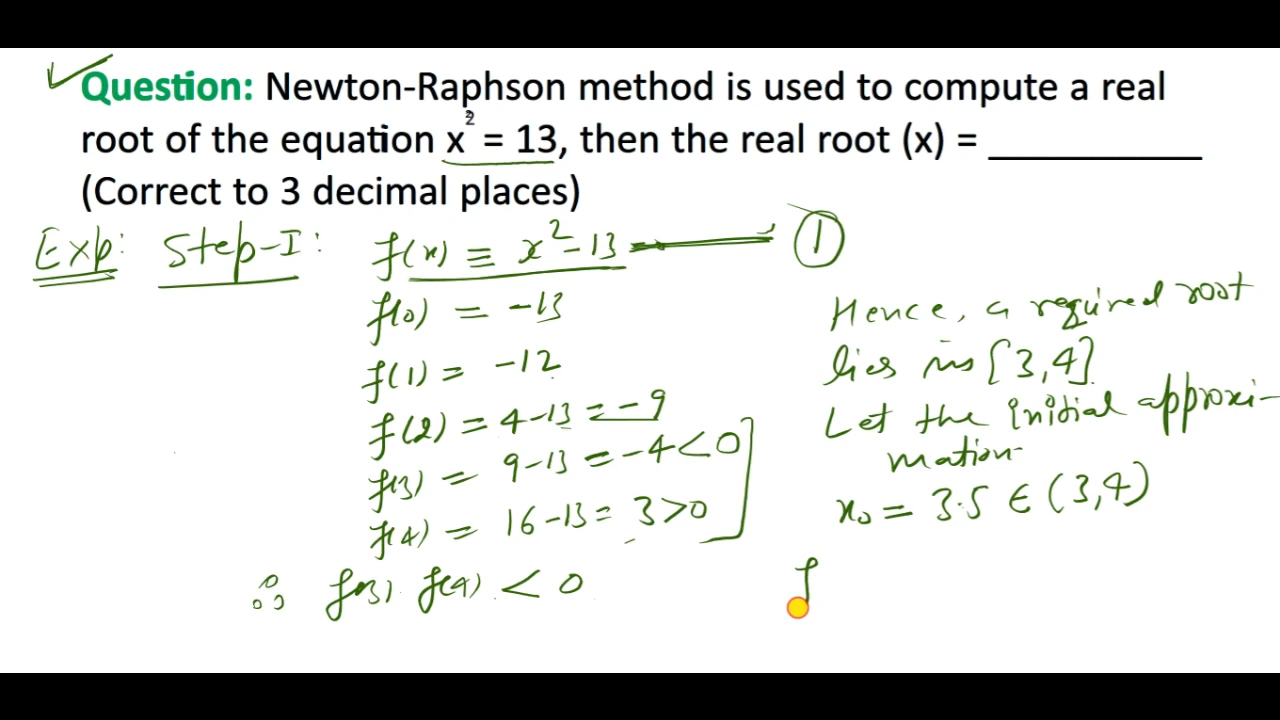 Question: Newton-Raphson method is used to compute a real
root of the equation x² = 13, then the real root (x) = __________
(Correct to 3 decimal places)
Exp: Step-I: f(x) ≡ x² - 13 ①
f(0) = -13
f(1) = -12
f(2) = 4-13 = -9
f(3) = 9-13 = -4 < 0
f(4) = 16-13 = 3 > 0
∴ f(3) . f(4) < 0
Hence, a required root
lies in [3,4]
Let the initial approxi-
mation
x₀ = 3.5 ∈ (3,4)
f